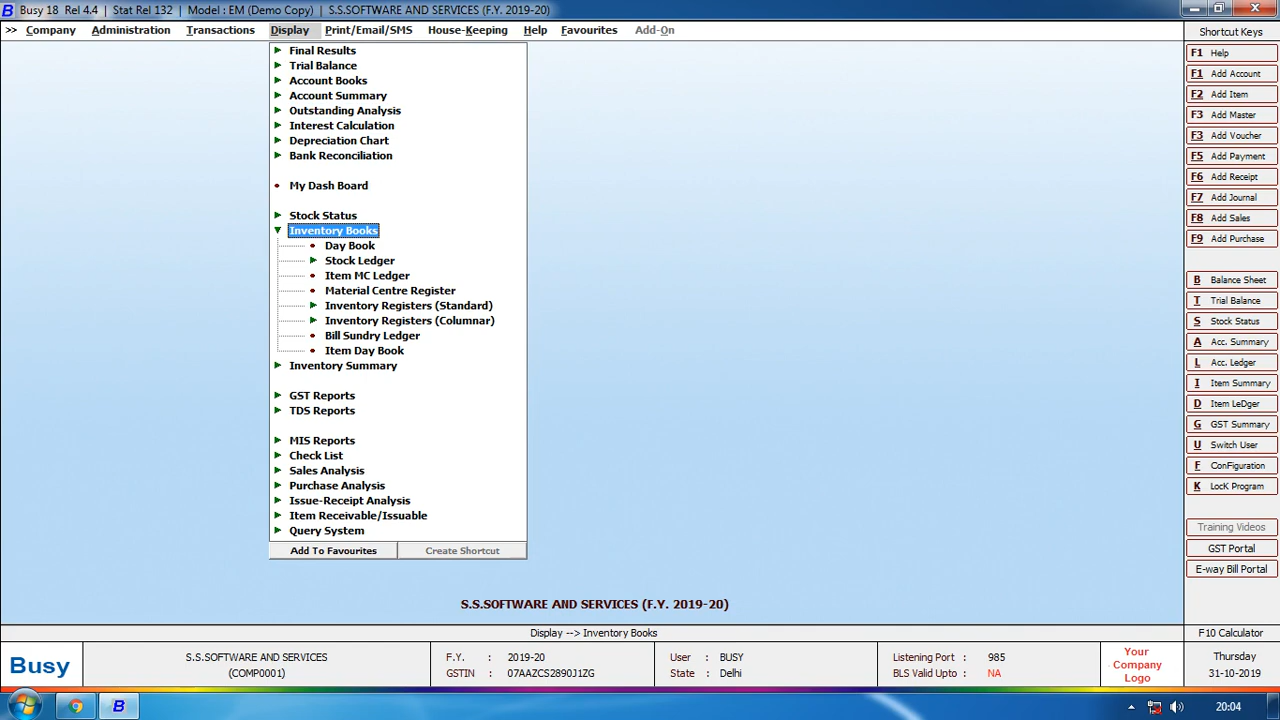 B Busy 18 Rel 4.4 | Stat Rel 132 | Model : EM (Demo Copy) | S.S.SOFTWARE AND SERVICES (F.Y. 2019-20)
>> Company Administration Transactions Display Print/Email/SMS House-Keeping Help Favourites Add-On
Final Results
Trial Balance
Account Books
Account Summary
Outstanding Analysis
Interest Calculation
Depreciation Chart
Bank Reconciliation
My Dash Board
Stock Status
Inventory Books
Day Book
Stock Ledger
Item MC Ledger
Material Centre Register
Inventory Registers (Standard)
Inventory Registers (Columnar)
Bill Sundry Ledger
Item Day Book
Inventory Summary
GST Reports
TDS Reports
MIS Reports
Check List
Sales Analysis
Purchase Analysis
Issue-Receipt Analysis
Item Receivable/Issuable
Query System
Add To Favourites Create Shortcut
Shortcut Keys
F1 Help
F1 Add Account
F2 Add Item
F3 Add Master
F3 Add Voucher
F5 Add Payment
F6 Add Receipt
F7 Add Journal
F8 Add Sales
F9 Add Purchase
B Balance Sheet
T Trial Balance
S Stock Status
A Acc. Summary
L Acc. Ledger
I Item Summary
D Item LeDger
G GST Summary
U Switch User
F ConFiguration
K LocK Program
Training Videos
GST Portal
E-way Bill Portal
S.S.SOFTWARE AND SERVICES (F.Y. 2019-20)
Display --> Inventory Books
F10 Calculator
Busy
S.S.SOFTWARE AND SERVICES
(COMP0001)
F.Y. : 2019-20
GSTIN : 07AAZCS2890J1ZG
User : BUSY
State : Delhi
Listening Port : 985
BLS Valid Upto : NA
Your
Company
Logo
Thursday
31-10-2019
B
20:04